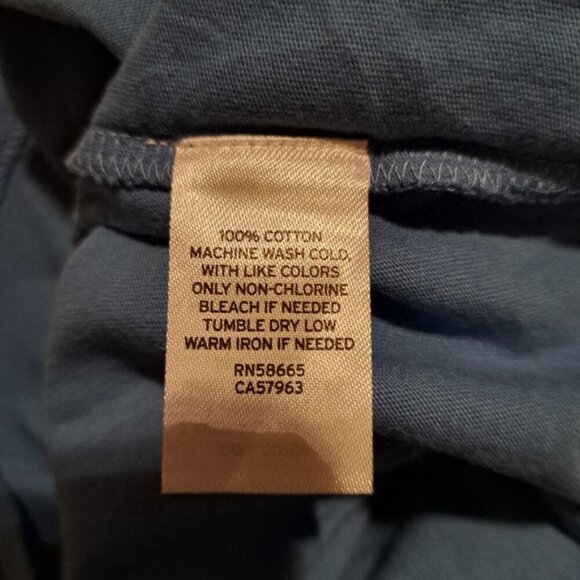 100% COTTON
MACHINE WASH COLD,
WITH LIKE COLORS
ONLY NON-CHLORINE
BLEACH IF NEEDED
TUMBLE DRY LOW
WARM IRON IF NEEDED
RN58665
CA57963